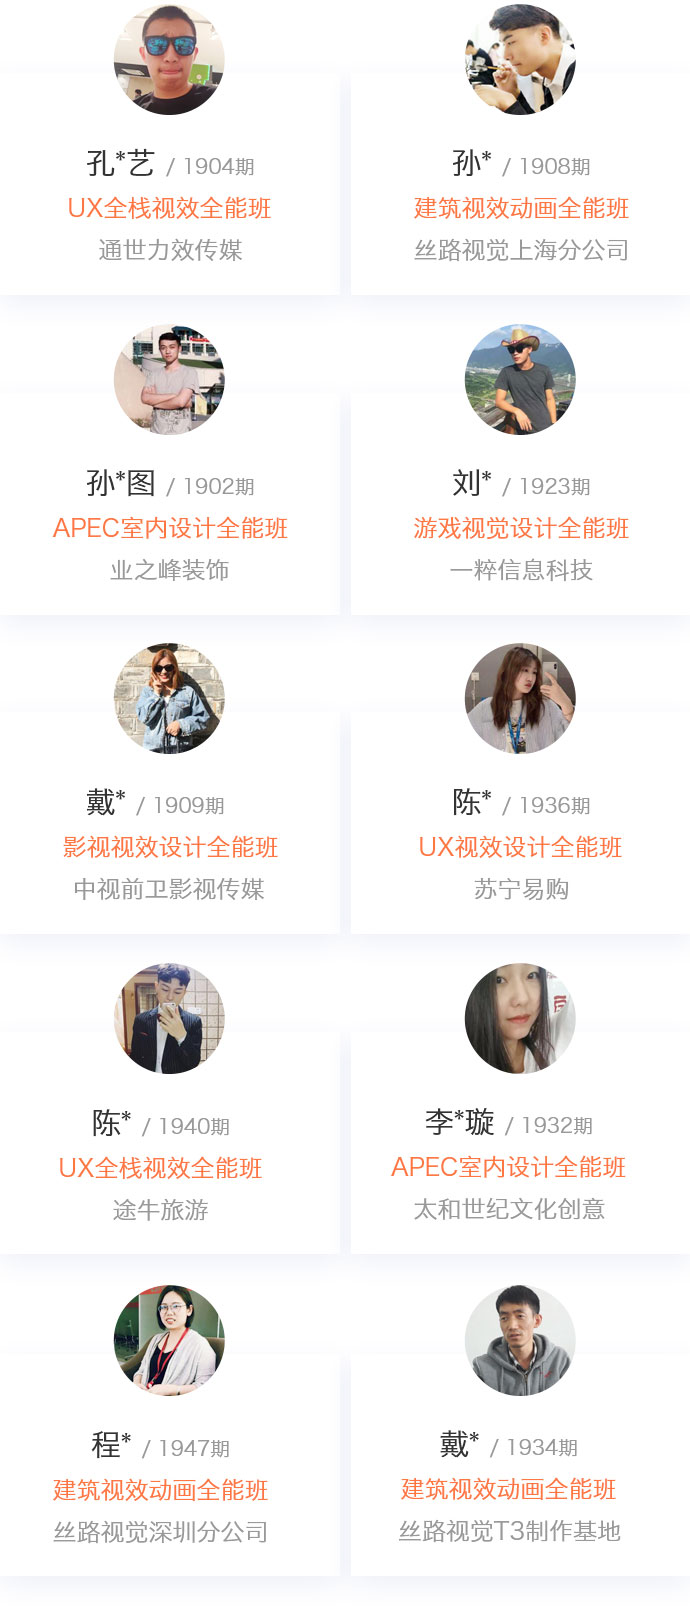 孔*艺 / 1904期
UX全栈视效全能班
通世力效传媒
孙* / 1908期
建筑视效动画全能班
丝路视觉上海分公司
孙*图 / 1902期
APEC室内设计全能班
业之峰装饰
刘* / 1923期
游戏视觉设计全能班
一粹信息科技
戴* / 1909期
影视视效设计全能班
中视前卫影视传媒
陈* / 1936期
UX视效设计全能班
苏宁易购
陈* / 1940期
UX全栈视效全能班
途牛旅游
李*璇 / 1932期
APEC室内设计全能班
太和世纪文化创意
程* / 1947期
建筑视效动画全能班
丝路视觉深圳分公司
戴* / 1934期
建筑视效动画全能班
丝路视觉T3制作基地